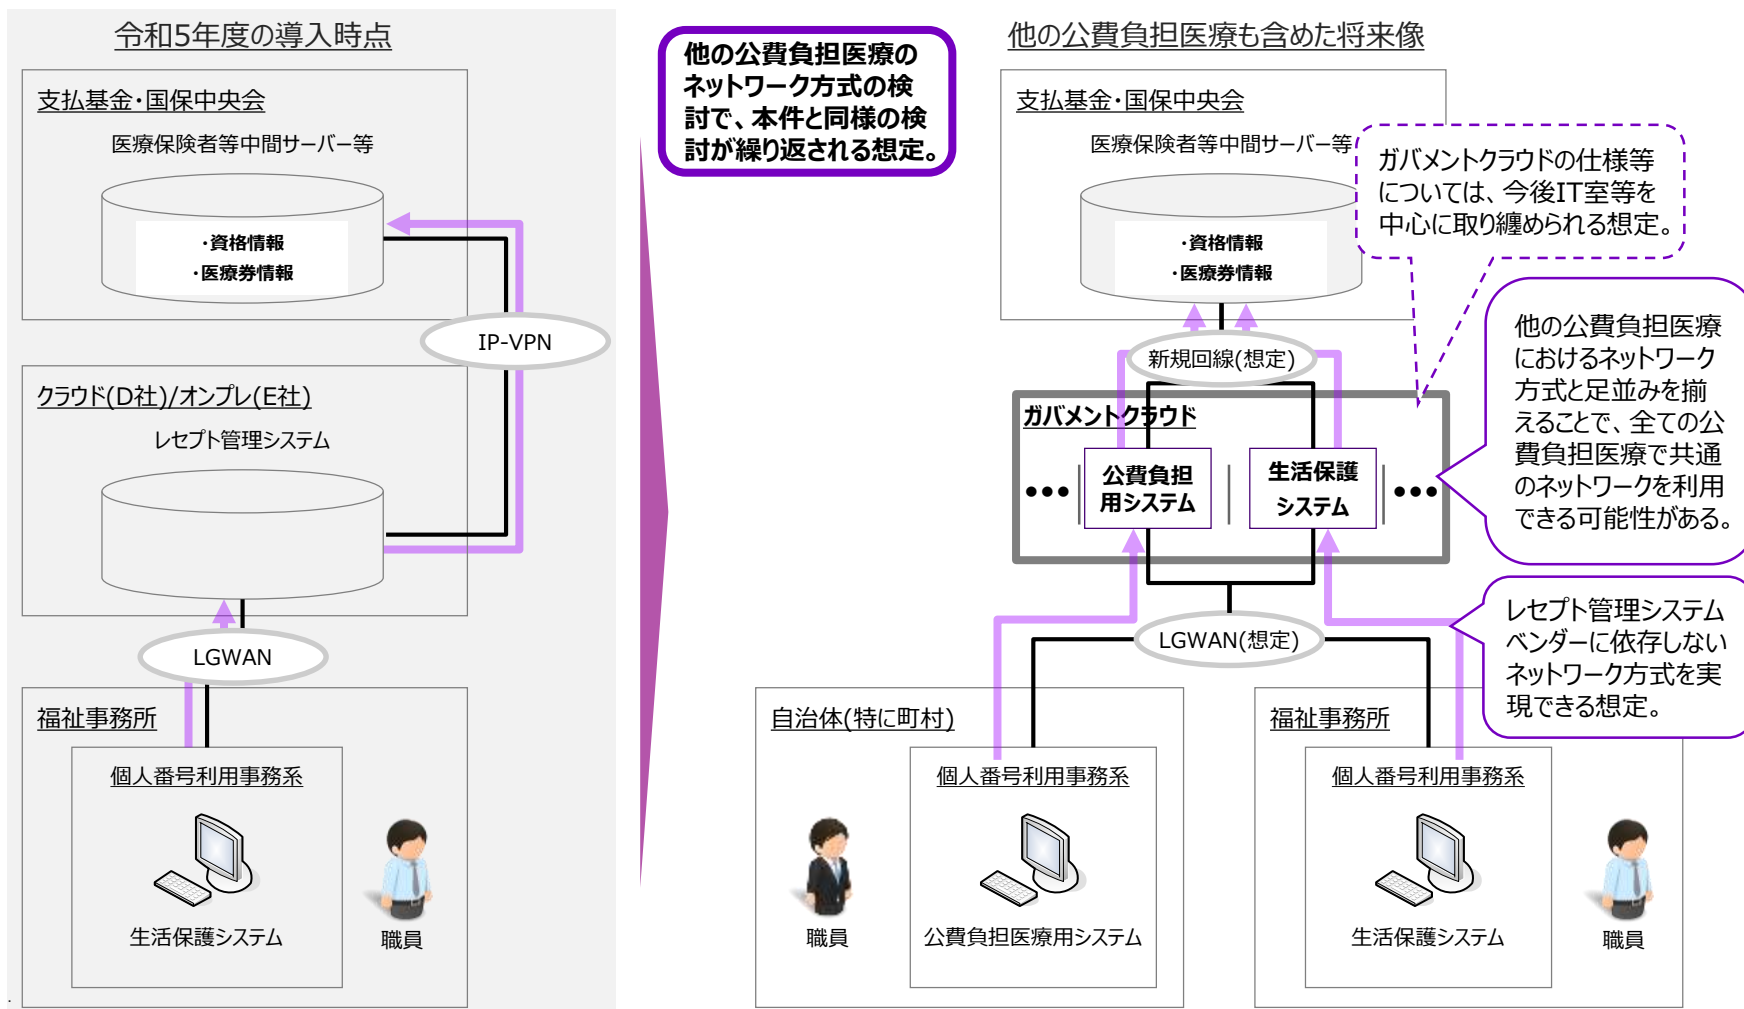 令和5年度の導入時点
支払基金・国保中央会
医療保険者等中間サーバー等
・資格情報
・医療券情報
IP-VPN
クラウド(D社)/オンプレ(E社)
レセプト管理システム
LGWAN
福祉事務所
個人番号利用事務系
生活保護システム
職員
.
他の公費負担医療の
ネットワーク方式の検
討で、本件と同様の検
討が繰り返される想定。
他の公費負担医療も含めた将来像
支払基金・国保中央会
医療保険者等中間サーバー等
・資格情報
・医療券情報
ガバメントクラウドの仕様等
については、今後IT室等を
中心に取り纏められる想定。
新規回線(想定)
ガバメントクラウド
•••
公費負担
用システム
生活保護
システム
•••
他の公費負担医療
におけるネットワーク
方式と足並みを揃
えることで、全ての公
費負担医療で共通
のネットワークを利用
できる可能性がある。
LGWAN(想定)
レセプト管理システム
ベンダーに依存しない
ネットワーク方式を実
現できる想定。
自治体(特に町村)
個人番号利用事務系
職員
公費負担医療用システム
福祉事務所
個人番号利用事務系
生活保護システム
職員